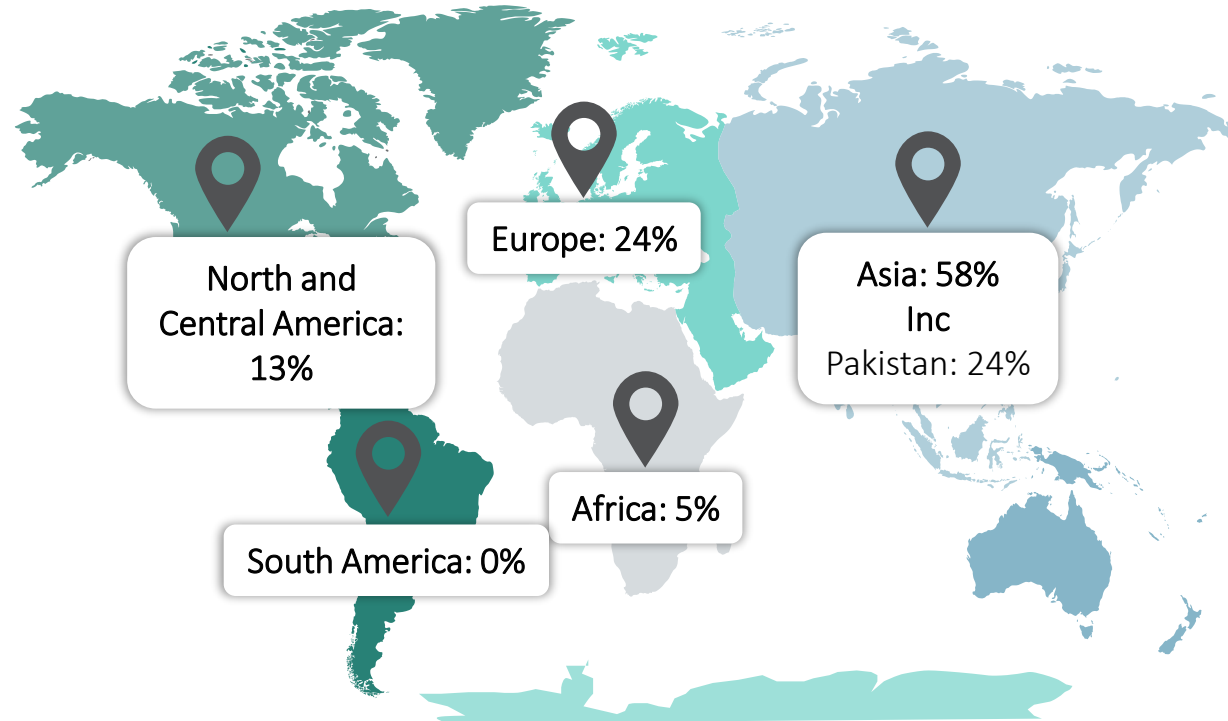 North and
Central America:
13%
Europe: 24%
Asia: 58%
Inc
Pakistan: 24%
Africa: 5%
South America: 0%